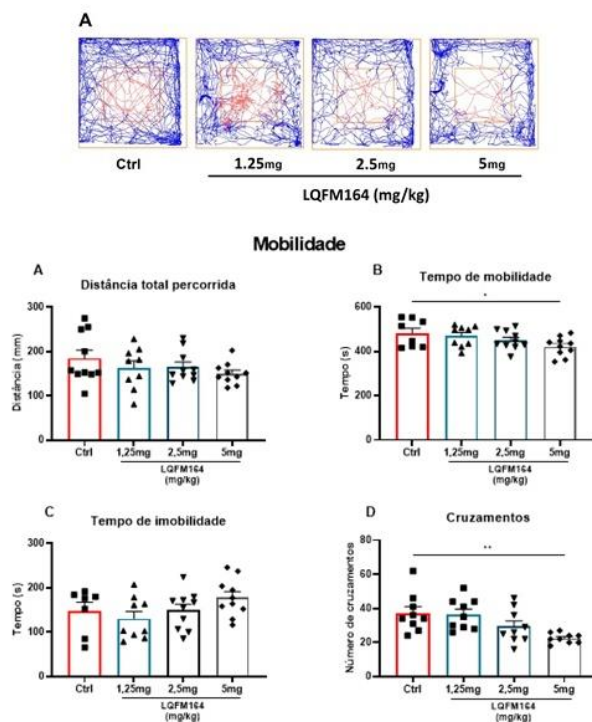 A
Ctrl 1.25mg 2.5mg 5mg
LQFM164 (mg/kg)
Mobilidade
A
Distância total percorrida
Distância (mm)
300
200
100
0
Ctrl 1,25mg 2,5mg 5mg
LQFM164
(mg/kg)
B
Tempo de mobilidade
*
Tempo (s)
600
400
200
0
Ctrl 1,25mg 2,5mg 5mg
LQFM164
(mg/kg)
C
Tempo de imobilidade
Tempo (s)
300
200
100
0
Ctrl 1,25mg 2,5mg 5mg
LQFM164
(mg/kg)
D
Cruzamentos
**
Número de cruzamentos
80
60
40
20
0
Ctrl 1,25mg 2,5mg 5mg
LQFM164
(mg/kg)